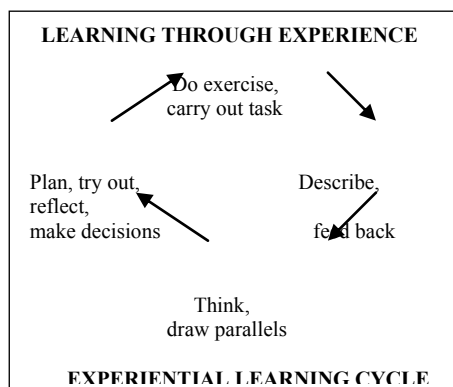 LEARNING THROUGH EXPERIENCE
Do exercise,
carry out task
Plan, try out,
reflect,
make decisions
Describe,
feed back
Think,
draw parallels
EXPERIENTIAL LEARNING CYCLE